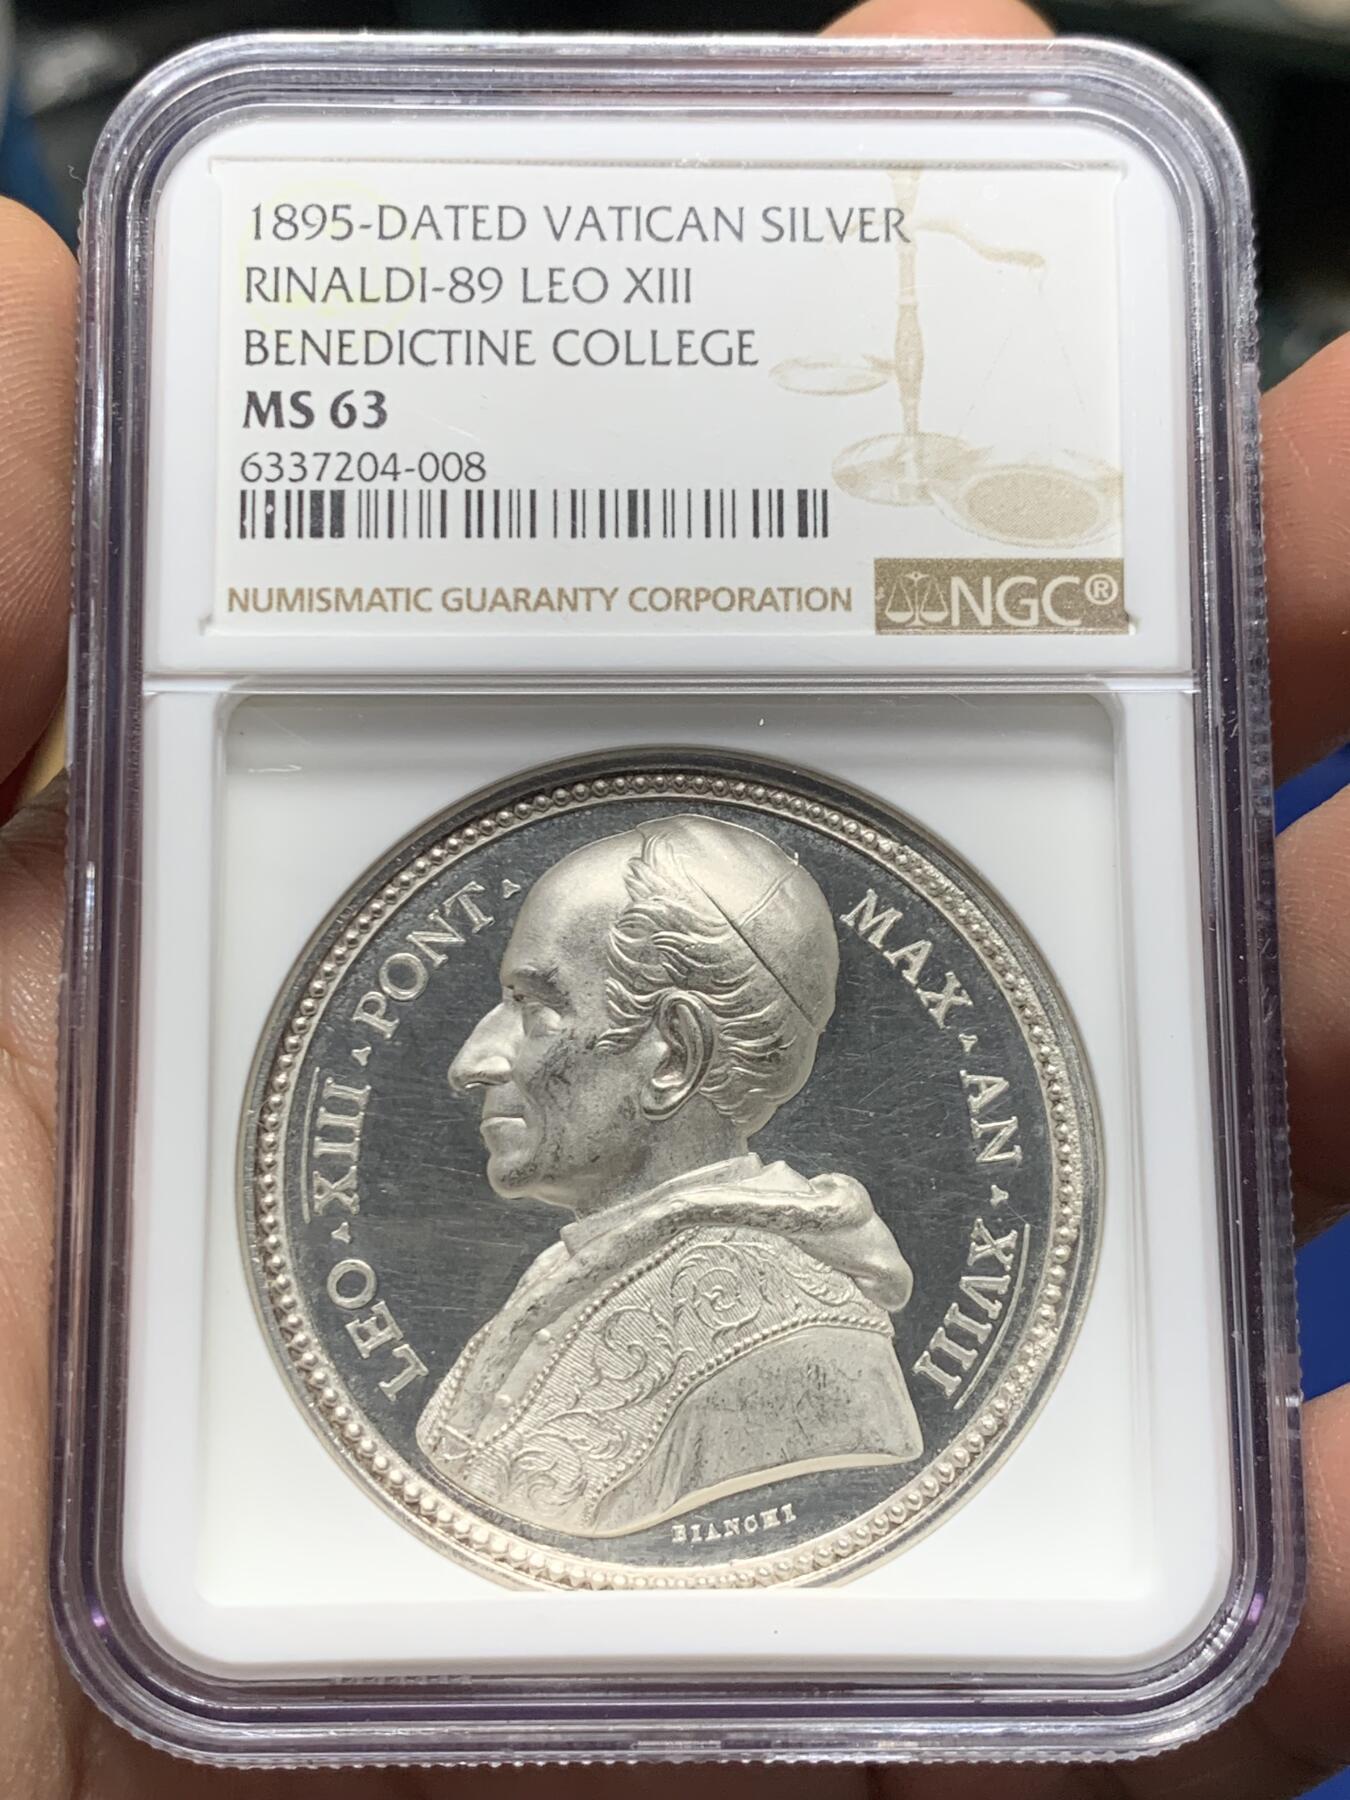 1895-DATED VATICAN SILVER
RINALDI-89 LEO XIII
BENEDICTINE COLLEGE
MS 63
6337204-008
NUMISMATIC GUARANTY CORPORATION
NGC®
LEO · XIII · PONT · MAX · AN · XVIII
BIANCHI